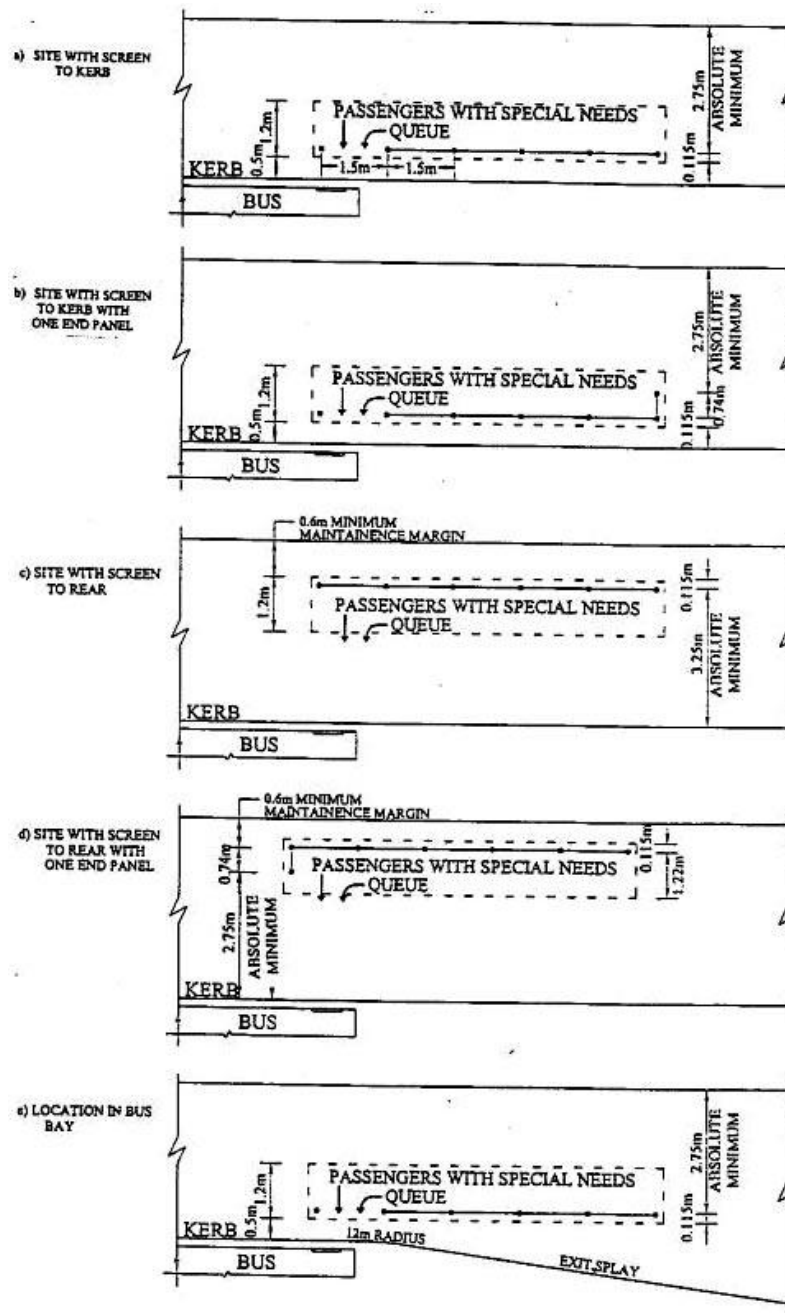 a) SITE WITH SCREEN
TO KERB
PASSENGERS WITH SPECIAL NEEDS
QUEUE
1.2m
0.5m
KERB
1.5m
1.5m
BUS
2.75m
ABSOLUTE
MINIMUM
0.115m
b) SITE WITH SCREEN
TO KERB WITH
ONE END PANEL
PASSENGERS WITH SPECIAL NEEDS
QUEUE
1.2m
0.5m
KERB
BUS
2.75m
ABSOLUTE
MINIMUM
0.74m
0.115m
0.6m MINIMUM
MAINTAINENCE MARGIN
c) SITE WITH SCREEN
TO REAR
1.2m
PASSENGERS WITH SPECIAL NEEDS
QUEUE
KERB
BUS
0.115m
3.25m
ABSOLUTE
MINIMUM
0.6m MINIMUM
MAINTAINENCE MARGIN
d) SITE WITH SCREEN
TO REAR WITH
ONE END PANEL
0.74m
2.75m
ABSOLUTE
MINIMUM
PASSENGERS WITH SPECIAL NEEDS
QUEUE
0.115m
1.22m
KERB
BUS
e) LOCATION IN BUS
BAY
PASSENGERS WITH SPECIAL NEEDS
QUEUE
1.2m
0.5m
KERB
12m RADIUS
BUS
EXIT SPLAY
2.75m
ABSOLUTE
MINIMUM
0.115m